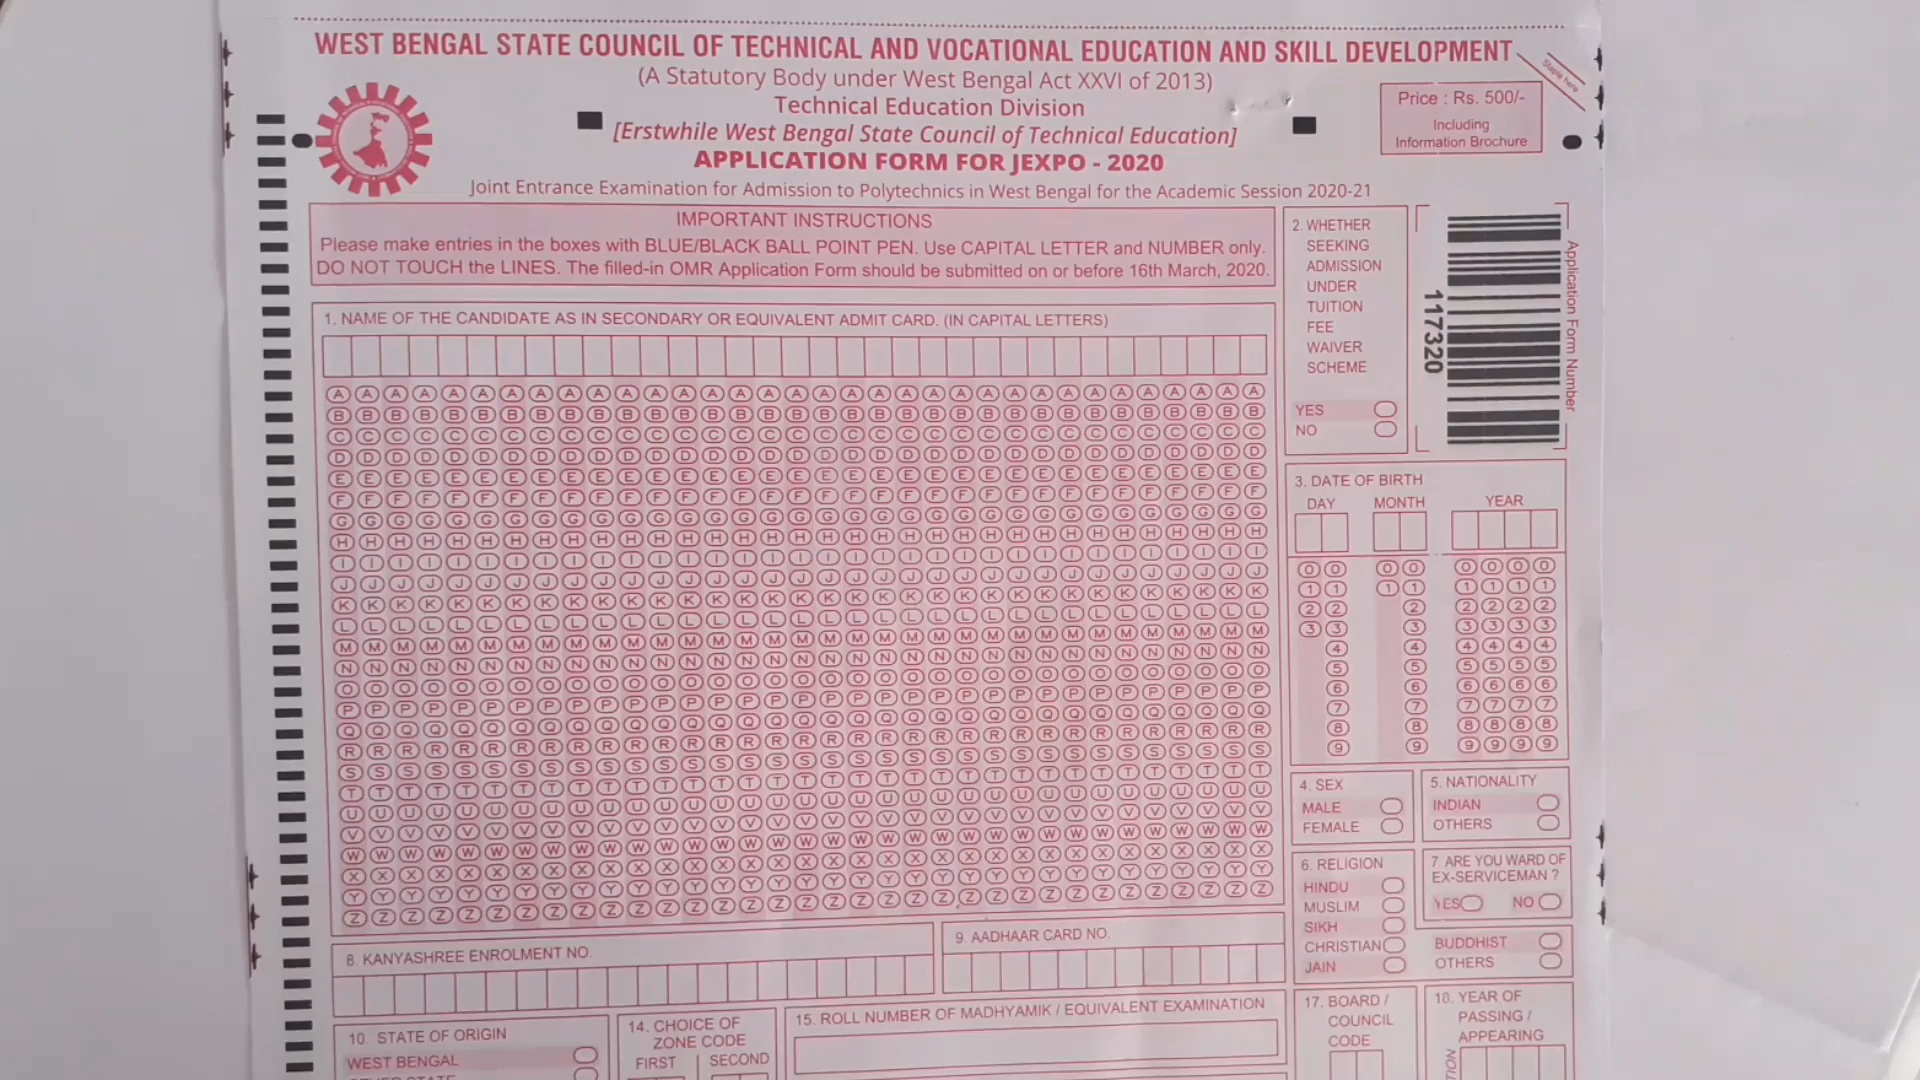 WEST BENGAL STATE COUNCIL OF TECHNICAL AND VOCATIONAL EDUCATION AND SKILL DEVELOPMENT
(A Statutory Body under West Bengal Act XXVI of 2013)
Technical Education Division
[Erstwhile West Bengal State Council of Technical Education]
APPLICATION FORM FOR JEXPO - 2020
Joint Entrance Examination for Admission to Polytechnics in West Bengal for the Academic Session 2020-21
Staple here
Price : Rs. 500/-
Including
Information Brochure
IMPORTANT INSTRUCTIONS
Please make entries in the boxes with BLUE/BLACK BALL POINT PEN. Use CAPITAL LETTER and NUMBER only.
DO NOT TOUCH the LINES. The filled-in OMR Application Form should be submitted on or before 16th March, 2020.
1. NAME OF THE CANDIDATE AS IN SECONDARY OR EQUIVALENT ADMIT CARD. (IN CAPITAL LETTERS)
2. WHETHER
SEEKING
ADMISSION
UNDER
TUITION
FEE
WAIVER
SCHEME
YES
NO
117320
Application Form Number
3. DATE OF BIRTH
DAY MONTH YEAR
4. SEX
MALE
FEMALE
5. NATIONALITY
INDIAN
OTHERS
6. RELIGION
HINDU
MUSLIM
SIKH
CHRISTIAN
JAIN
BUDDHIST
OTHERS
7. ARE YOU WARD OF
EX-SERVICEMAN ?
YES NO
8. KANYASHREE ENROLMENT NO.
9. AADHAAR CARD NO.
10. STATE OF ORIGIN
WEST BENGAL
14. CHOICE OF
ZONE CODE
FIRST SECOND
15. ROLL NUMBER OF MADHYAMIK / EQUIVALENT EXAMINATION
17. BOARD /
COUNCIL
CODE
YEAR OF
PASSING /
APPEARING